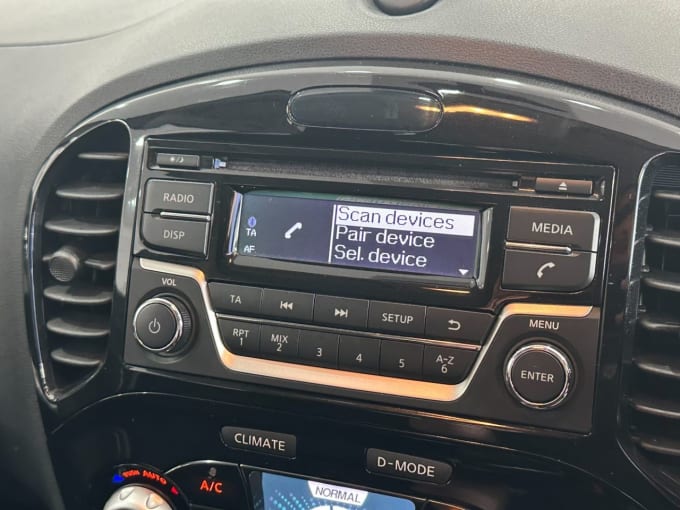 RADIO
DISP
TA
AF
Scan devices
Pair device
Sel. device
MEDIA
VOL
TA
SETUP
RPT
1
MIX
2
3
4
5
A-Z
6
MENU
ENTER
CLIMATE
D-MODE
AUTO
A/C
NORMAL